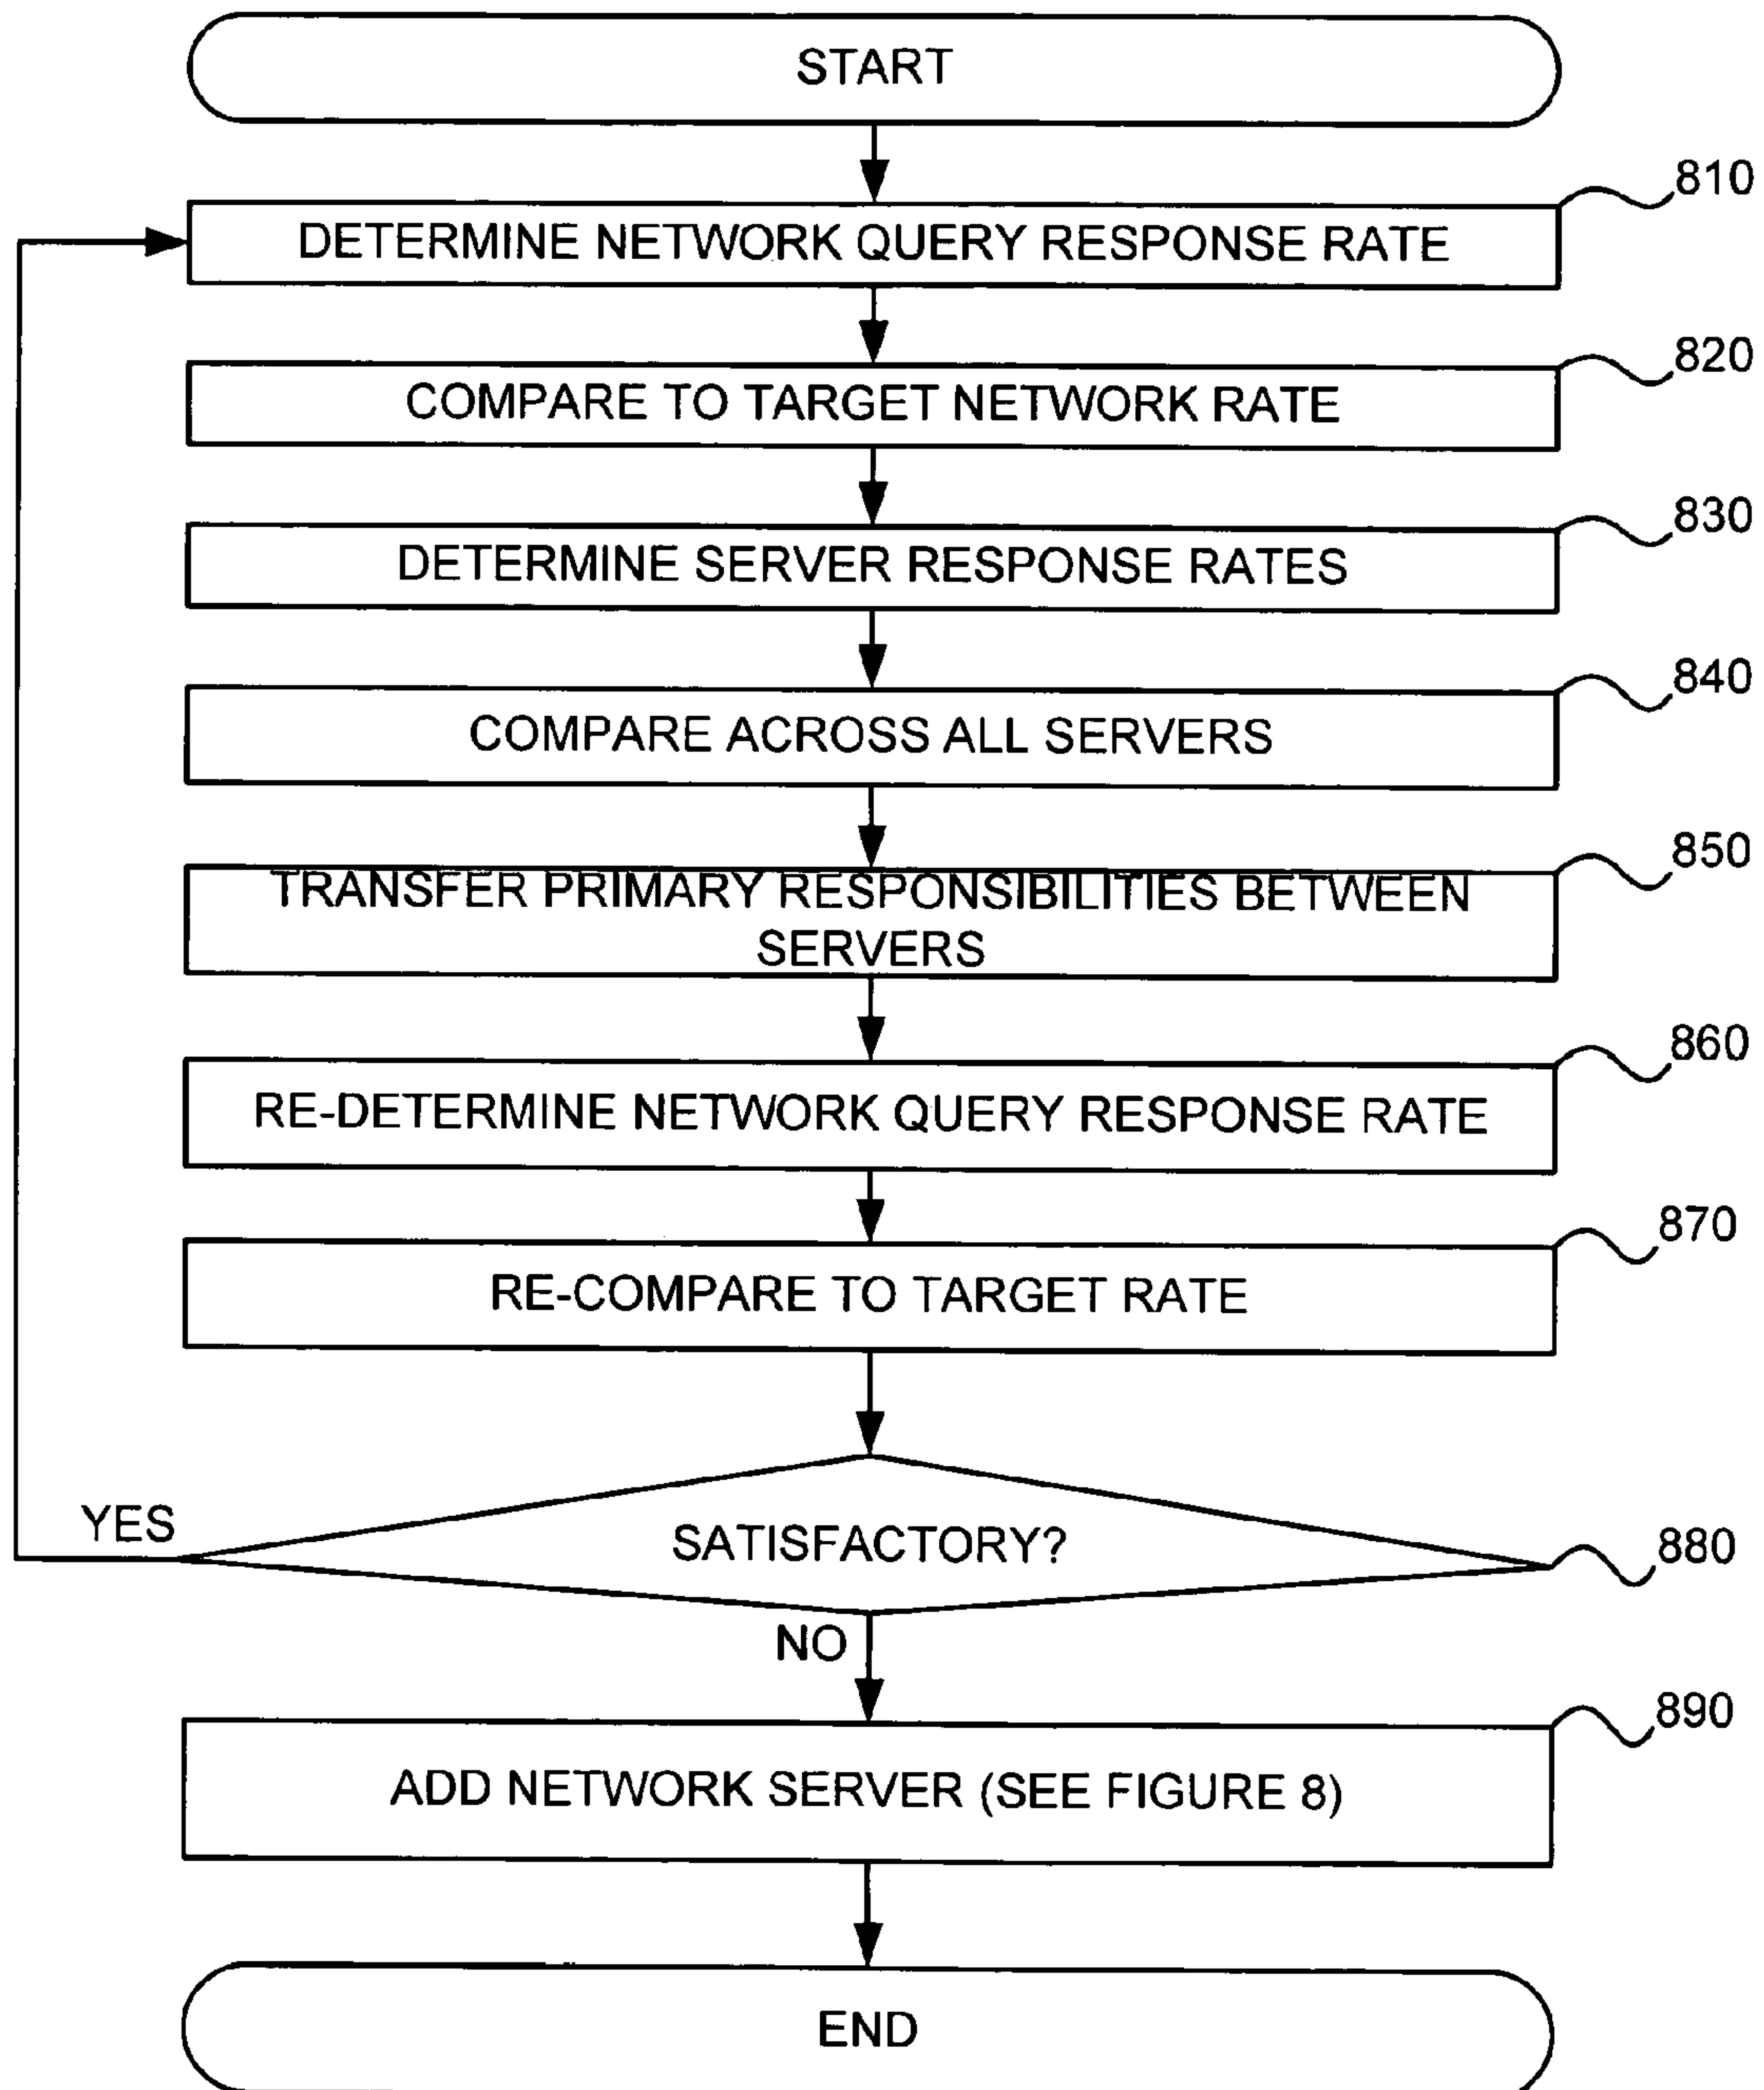 START
810
DETERMINE NETWORK QUERY RESPONSE RATE
820
COMPARE TO TARGET NETWORK RATE
830
DETERMINE SERVER RESPONSE RATES
840
COMPARE ACROSS ALL SERVERS
850
TRANSFER PRIMARY RESPONSIBILITIES BETWEEN
SERVERS
860
RE-DETERMINE NETWORK QUERY RESPONSE RATE
870
RE-COMPARE TO TARGET RATE
YES
SATISFACTORY?
880
NO
890
ADD NETWORK SERVER (SEE FIGURE 8)
END